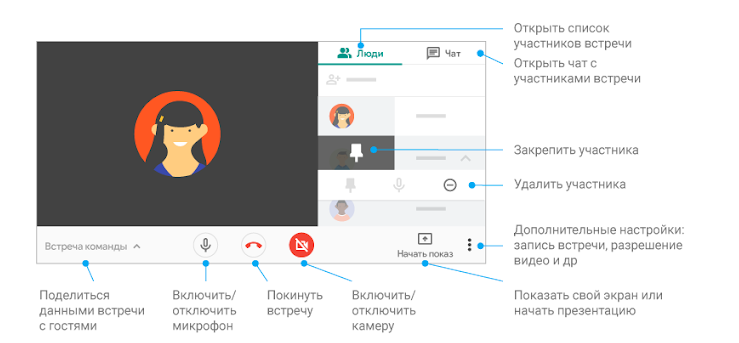 Открыть список
участников встречи
Люди
Чат
Открыть чат с
участниками встречи
Закрепить участника
Удалить участника
Дополнительные настройки:
запись встречи, разрешение
видео и др
Встреча команды
Начать показ
Поделиться
данными встречи
с гостями
Включить/
отключить
микрофон
Покинуть
встречу
Включить/
отключить
камеру
Показать свой экран или
начать презентацию